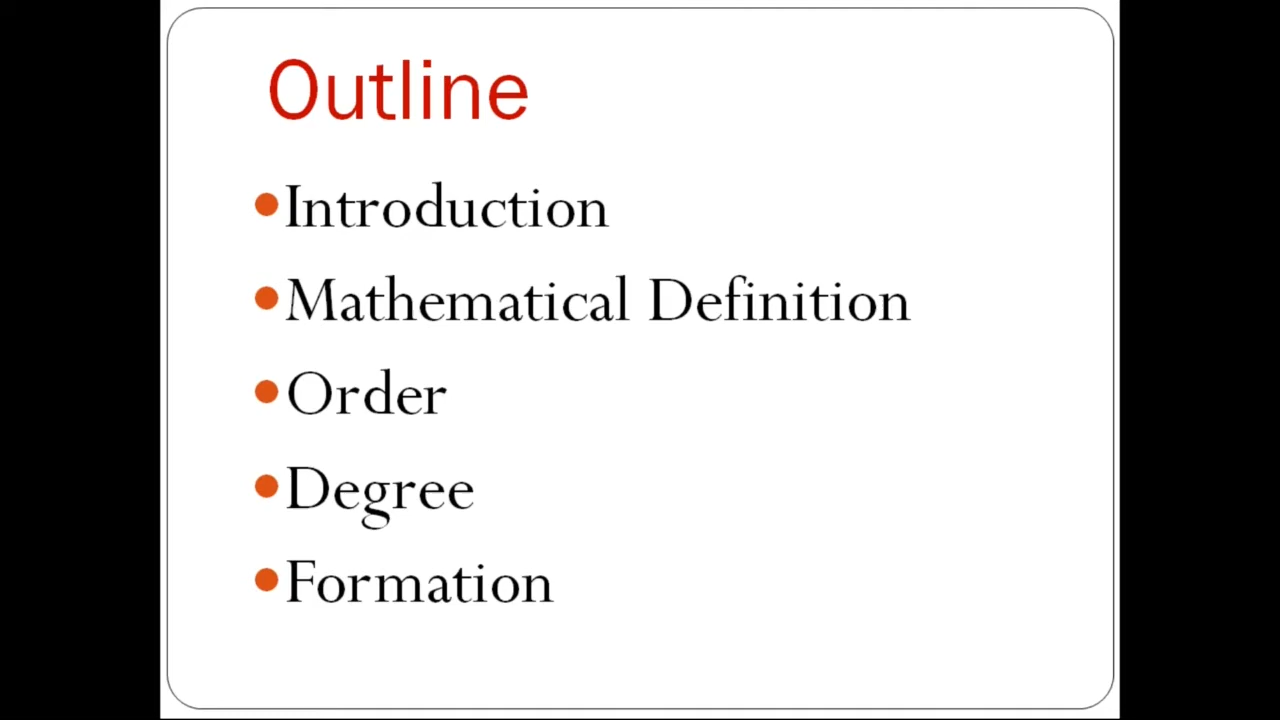 Outline
Introduction
Mathematical Definition
Order
Degree
Formation